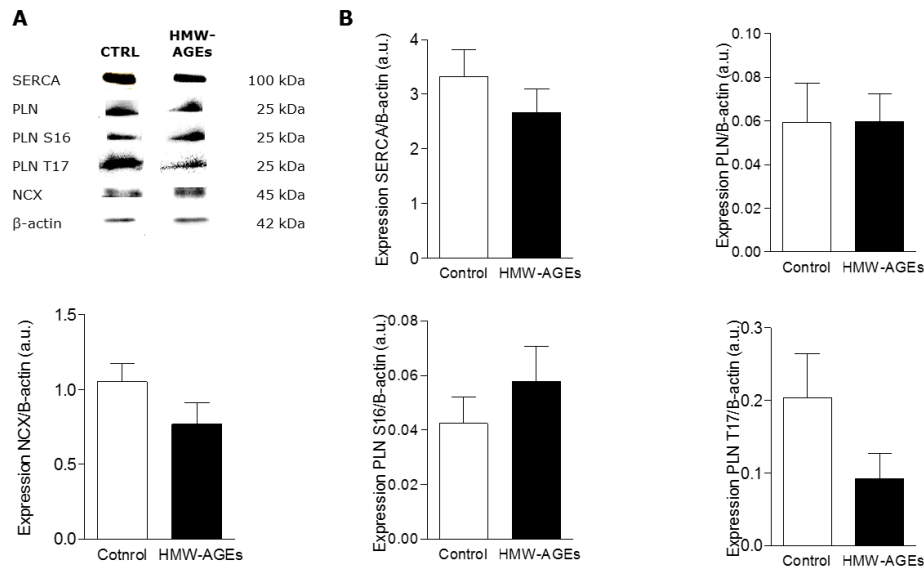 A
B
CTRL
HMW-
AGEs
SERCA 100 kDa
PLN 25 kDa
PLN S16 25 kDa
PLN T17 25 kDa
NCX 45 kDa
β-actin 42 kDa
Expression SERCA/B-actin (a.u.)
4
3
2
1
0
Control HMW-AGEs
Expression PLN/B-actin (a.u.)
0.10
0.08
0.06
0.04
0.02
0.00
Control HMW-AGEs
Expression NCX/B-actin (a.u.)
1.5
1.0
0.5
0.0
Cotnrol HMW-AGEs
Expression PLN S16/B-actin (a.u.)
0.08
0.06
0.04
0.02
0.00
Control HMW-AGEs
Expression PLN T17/B-actin (a.u.)
0.3
0.2
0.1
0.0
Control HMW-AGEs